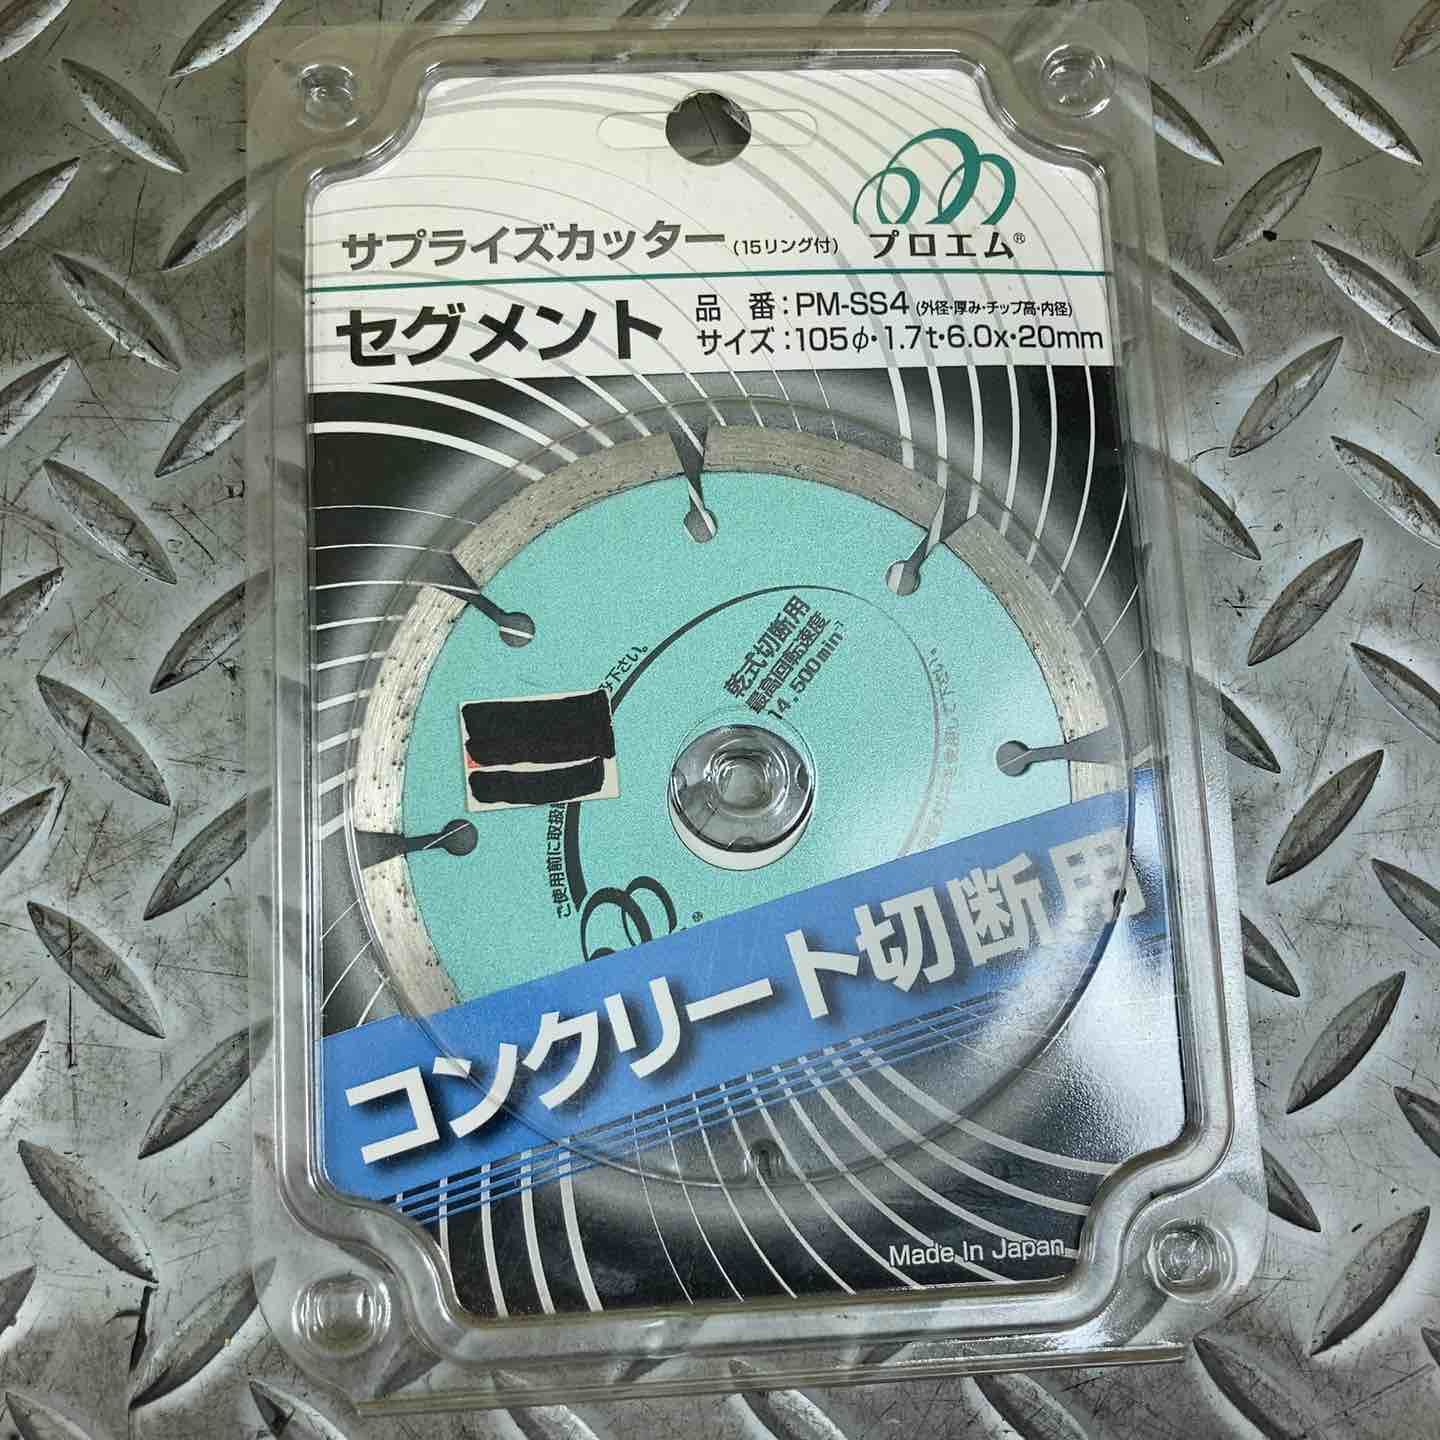 プロエム®
サプライズカッター(15リング付)
セグメント
品 番:PM-SS4(外径・厚み・チップ高・内径)
サイズ:105φ・1.7t・6.0x・20mm
乾式切断用
最高回転速度
14,500min⁻¹
ご使用前に取扱
下さい。
コンクリート切断用
Made In Japan